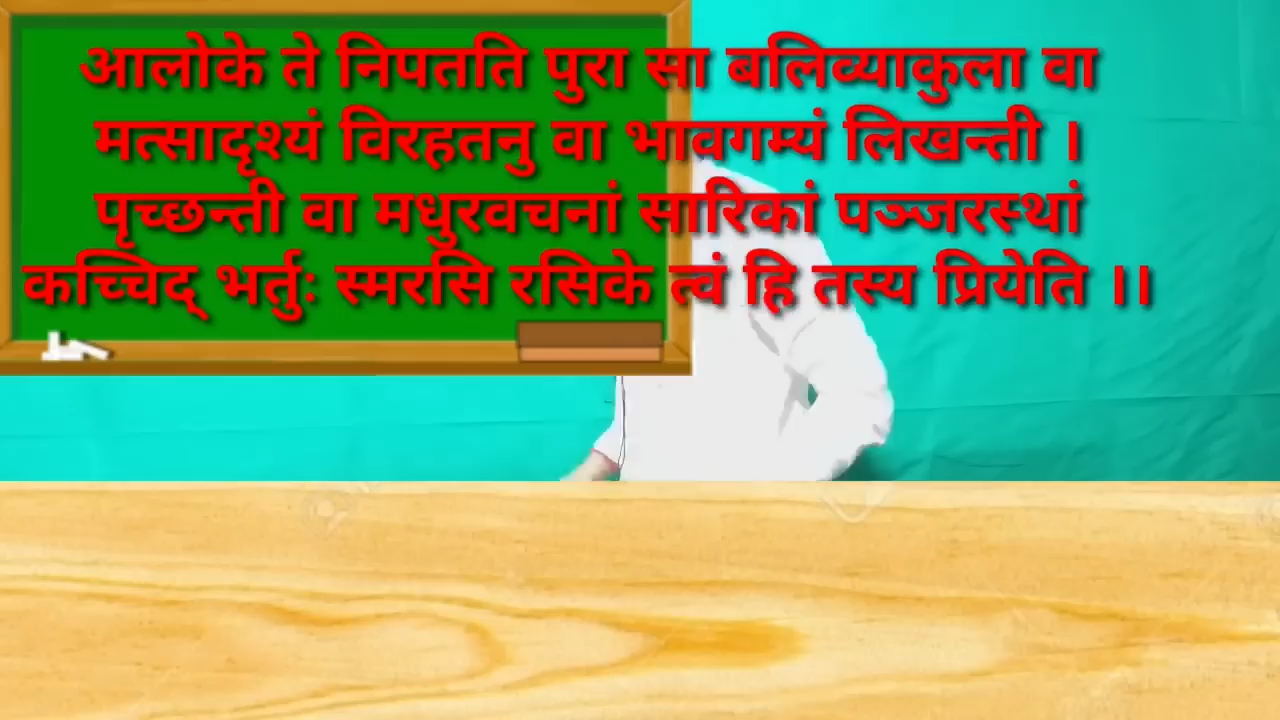 आलोके ते निपतति पुरा सा बलिव्याकुला वा
मत्सादृश्यं विरहतनु वा भावगम्यं लिखन्ती ।
पृच्छन्ती वा मधुरवचनां सारिकां पञ्जरस्थां
कच्चिद् भर्तुः स्मरसि रसिके त्वं हि तस्य प्रियेति ।।